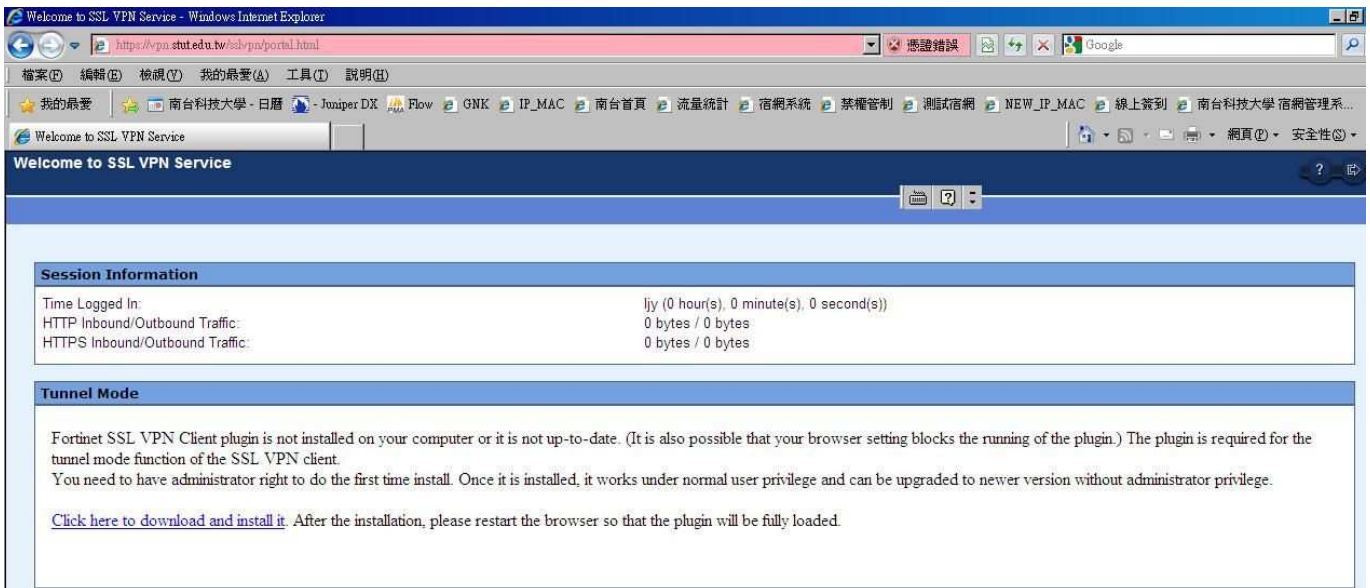 Welcome to SSL VPN Service - Windows Internet Explorer
https://vpn.stut.edu.tw/sslvpn/portal.html 憑證錯誤 Google
檔案(F) 編輯(E) 檢視(V) 我的最愛(A) 工具(T) 說明(H)
我的最愛 南台科技大學 - 日曆 - Juniper DX Flow GNK IP_MAC 南台首頁 流量統計 宿網系統 禁權管制 測試宿網 NEW_IP_MAC 線上簽到 南台科技大學 宿網管理系...
Welcome to SSL VPN Service 網頁(P) 安全性(S)
Welcome to SSL VPN Service ?
?
Session Information
Time Logged In: ljy (0 hour(s), 0 minute(s), 0 second(s))
HTTP Inbound/Outbound Traffic: 0 bytes / 0 bytes
HTTPS Inbound/Outbound Traffic: 0 bytes / 0 bytes
Tunnel Mode
Fortinet SSL VPN Client plugin is not installed on your computer or it is not up-to-date. (It is also possible that your browser setting blocks the running of the plugin.) The plugin is required for the
tunnel mode function of the SSL VPN client.
You need to have administrator right to do the first time install. Once it is installed, it works under normal user privilege and can be upgraded to newer version without administrator privilege.
Click here to download and install it. After the installation, please restart the browser so that the plugin will be fully loaded.